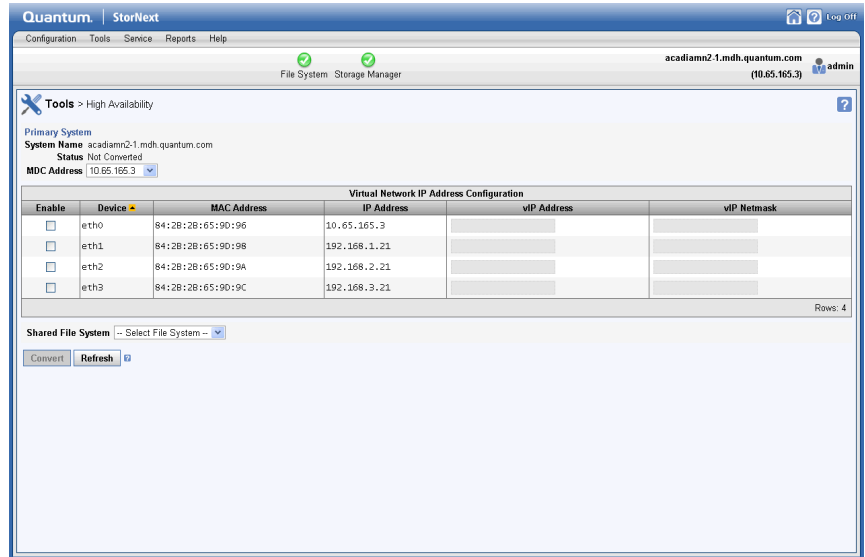 Quantum. StorNext Log Off
Configuration Tools Service Reports Help
File System Storage Manager
acadiamn2-1.mdh.quantum.com
(10.65.165.3)
admin
Tools > High Availability
Primary System
System Name acadiamn2-1.mdh.quantum.com
Status Not Converted
MDC Address 10.65.165.3
Virtual Network IP Address Configuration
Enable Device MAC Address IP Address vIP Address vIP Netmask
eth0 84:2B:2B:65:9D:96 10.65.165.3
eth1 84:2B:2B:65:9D:98 192.168.1.21
eth2 84:2B:2B:65:9D:9A 192.168.2.21
eth3 84:2B:2B:65:9D:9C 192.168.3.21
Rows: 4
Shared File System -- Select File System --
Convert Refresh